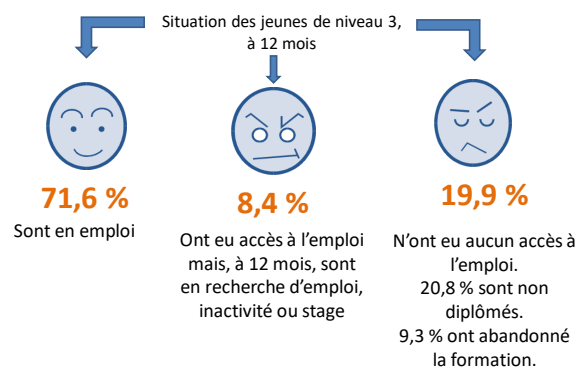 Situation des jeunes de niveau 3,
à 12 mois
71,6 %
Sont en emploi
8,4 %
Ont eu accès à l'emploi
mais, à 12 mois, sont
en recherche d'emploi,
inactivité ou stage
19,9 %
N'ont eu aucun accès à
l'emploi.
20,8 % sont non
diplômés.
9,3 % ont abandonné
la formation.